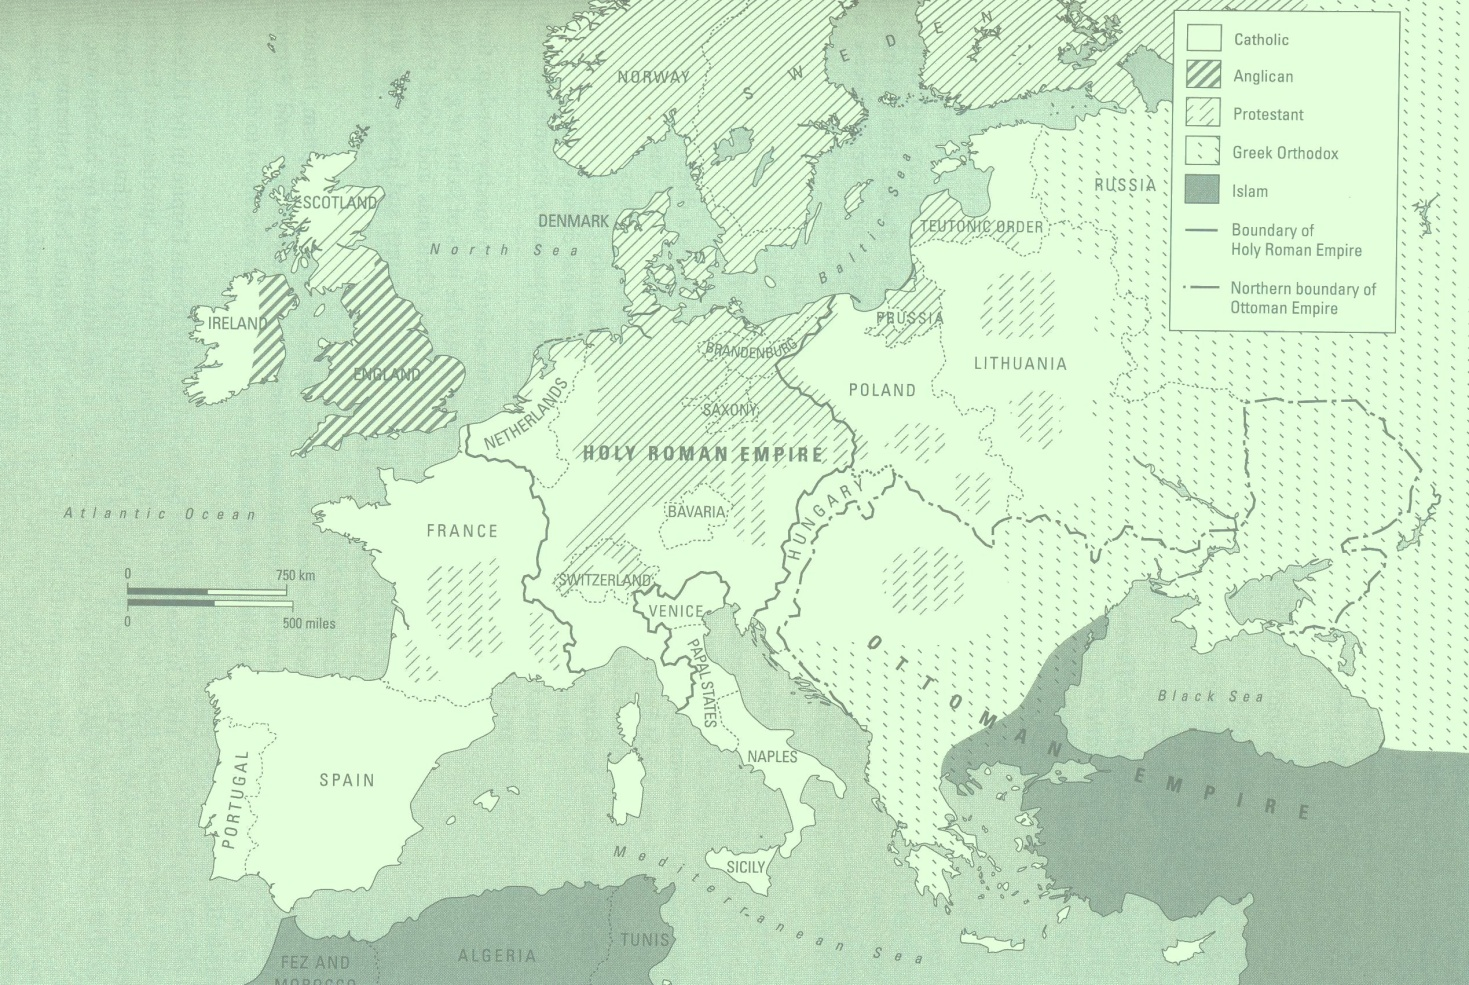 NORWAY
S W E D E N
Catholic
Anglican
Protestant
Greek Orthodox
Islam
Boundary of
Holy Roman Empire
Northern boundary of
Ottoman Empire
SCOTLAND
North Sea
DENMARK
Baltic Sea
TEUTONIC ORDER
RUSSIA
IRELAND
ENGLAND
NETHERLANDS
BRANDENBURG
SAXONY
PRUSSIA
POLAND
LITHUANIA
HOLY ROMAN EMPIRE
Atlantic Ocean
FRANCE
BAVARIA
HUNGARY
SWITZERLAND
VENICE
0 750 km
0 500 miles
PAPAL STATES
OTTOMAN EMPIRE
Black Sea
PORTUGAL
SPAIN
NAPLES
SICILY
Mediterranean Sea
FEZ AND
MOROCCO
ALGERIA
TUNIS